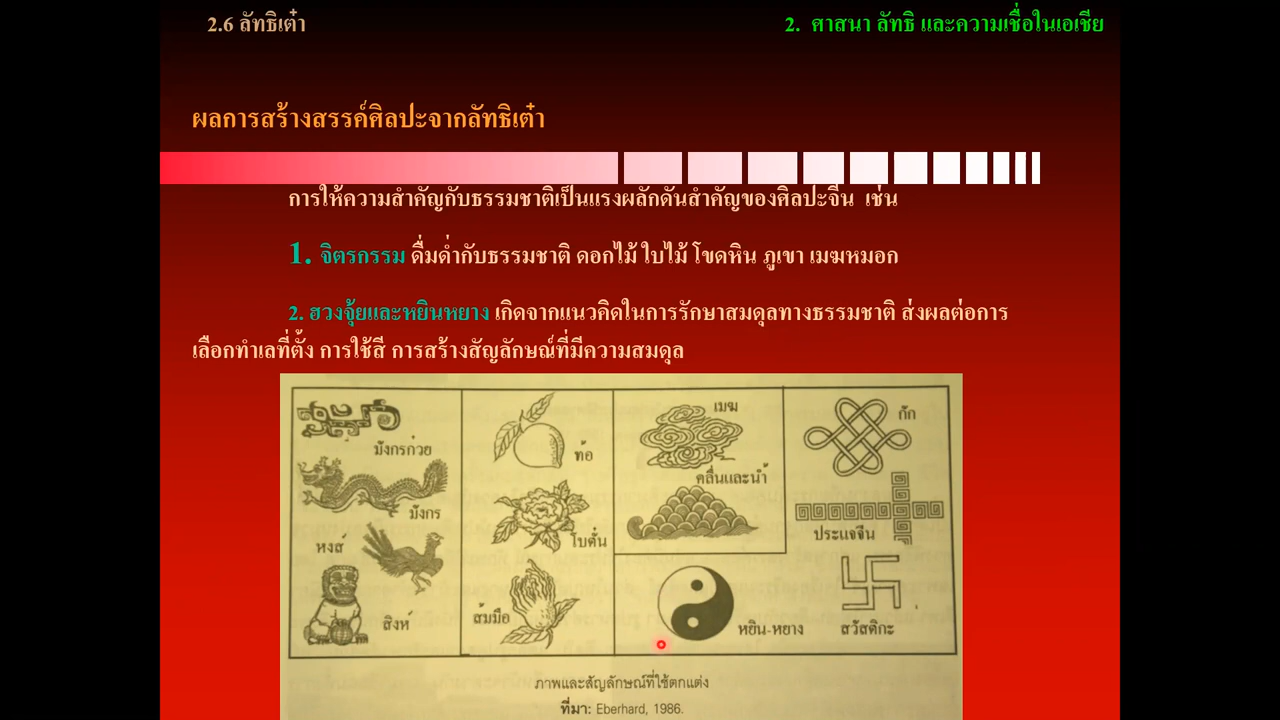 2.6 ลัทธิเต๋า
2. ศาสนา ลัทธิ และความเชื่อในเอเชีย
ผลการสร้างสรรค์ศิลปะจากลัทธิเต๋า
การให้ความสำคัญกับธรรมชาติเป็นแรงผลักดันสำคัญของศิลปะจีน เช่น
1. จิตรกรรม ดื่มด่ำกับธรรมชาติ ดอกไม้ ใบไม้ โขดหิน ภูเขา เมฆหมอก
2. ฮวงจุ้ยและหยินหยาง เกิดจากแนวคิดในการรักษาสมดุลทางธรรมชาติ ส่งผลต่อการ
เลือกทำเลที่ตั้ง การใช้สี การสร้างสัญลักษณ์ที่มีความสมดุล
มังกรก่วย
มังกร
หงส์
สิงห์
ท้อ
โบตั๋น
ส้มมือ
เมฆ
คลื่นและน้ำ
หยิน-หยาง
กัก
ประแจจีน
สวัสดิกะ
ภาพและสัญลักษณ์ที่ใช้ตกแต่ง
ที่มา: Eberhard, 1986.